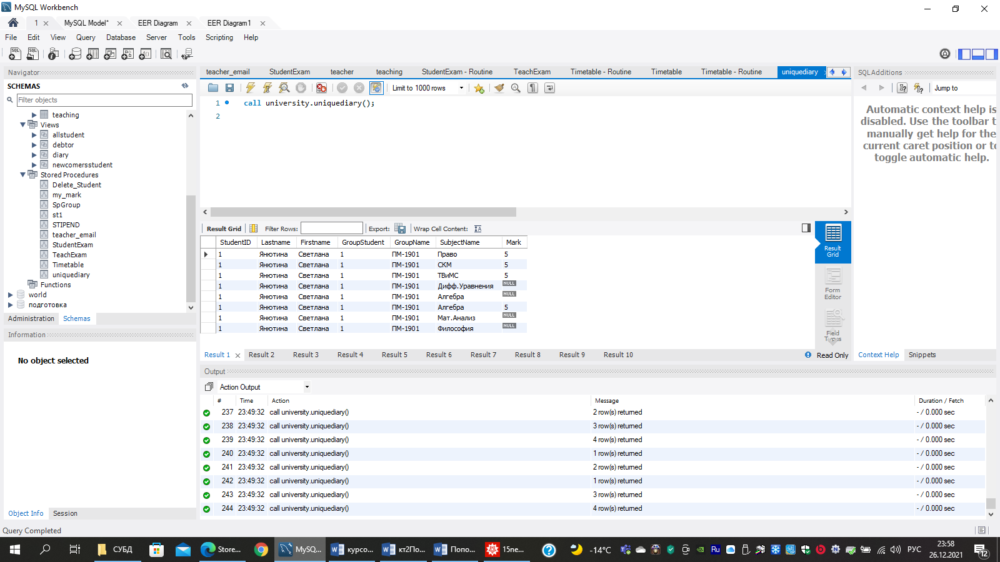 MySQL Workbench
1
MySQL Model*
EER Diagram
EER Diagram1
File Edit View Query Database Server Tools Scripting Help
Navigator
SCHEMAS
Filter objects
teaching
Views
allstudent
debtor
diary
newcomersstudent
Stored Procedures
Delete_Student
my_mark
SpGroup
st1
STIPEND
teacher_email
StudentExam
TeachExam
Timetable
uniquediary
Functions
world
подготовка
Administration Schemas
Information
No object selected
Object Info Session
Query Completed
teacher_email StudentExam teacher teaching StudentExam - Routine TeachExam Timetable - Routine Timetable Timetable - Routine uniquediary
Limit to 1000 rows
1 call university.uniquediary();
2
Result Grid Filter Rows: Export: Wrap Cell Content:
StudentID Lastname Firstname GroupStudent GroupName SubjectName Mark
1 Янютина Светлана 1 ПМ-1901 Право 5
1 Янютина Светлана 1 ПМ-1901 СКМ 5
1 Янютина Светлана 1 ПМ-1901 ТВиМС 5
1 Янютина Светлана 1 ПМ-1901 Дифф.Уравнения NULL
1 Янютина Светлана 1 ПМ-1901 Алгебра NULL
1 Янютина Светлана 1 ПМ-1901 Алгебра 5
1 Янютина Светлана 1 ПМ-1901 Мат.Анализ NULL
1 Янютина Светлана 1 ПМ-1901 Философия NULL
Result Grid
Form Editor
Field Types
Result 1 Result 2 Result 3 Result 4 Result 5 Result 6 Result 7 Result 8 Result 9 Result 10
Read Only
SQLAdditions
Jump to
Automatic context help is
disabled. Use the toolbar t
manually get help for the
current caret position or to
toggle automatic help.
Context Help Snippets
Output
Action Output
# Time Action Message Duration / Fetch
237 23:49:32 call university.uniquediary() 2 row(s) returned - / 0.000 sec
238 23:49:32 call university.uniquediary() 3 row(s) returned - / 0.000 sec
239 23:49:32 call university.uniquediary() 4 row(s) returned - / 0.000 sec
240 23:49:32 call university.uniquediary() 1 row(s) returned - / 0.000 sec
241 23:49:32 call university.uniquediary() 2 row(s) returned - / 0.000 sec
242 23:49:32 call university.uniquediary() 1 row(s) returned - / 0.000 sec
243 23:49:32 call university.uniquediary() 3 row(s) returned - / 0.000 sec
244 23:49:32 call university.uniquediary() 4 row(s) returned - / 0.000 sec
СУБД
Store...
MySQ...
курсо...
кт2По...
Попо...
15ne...
-14°C
Ru
РУС
23:58
26.12.2021
12